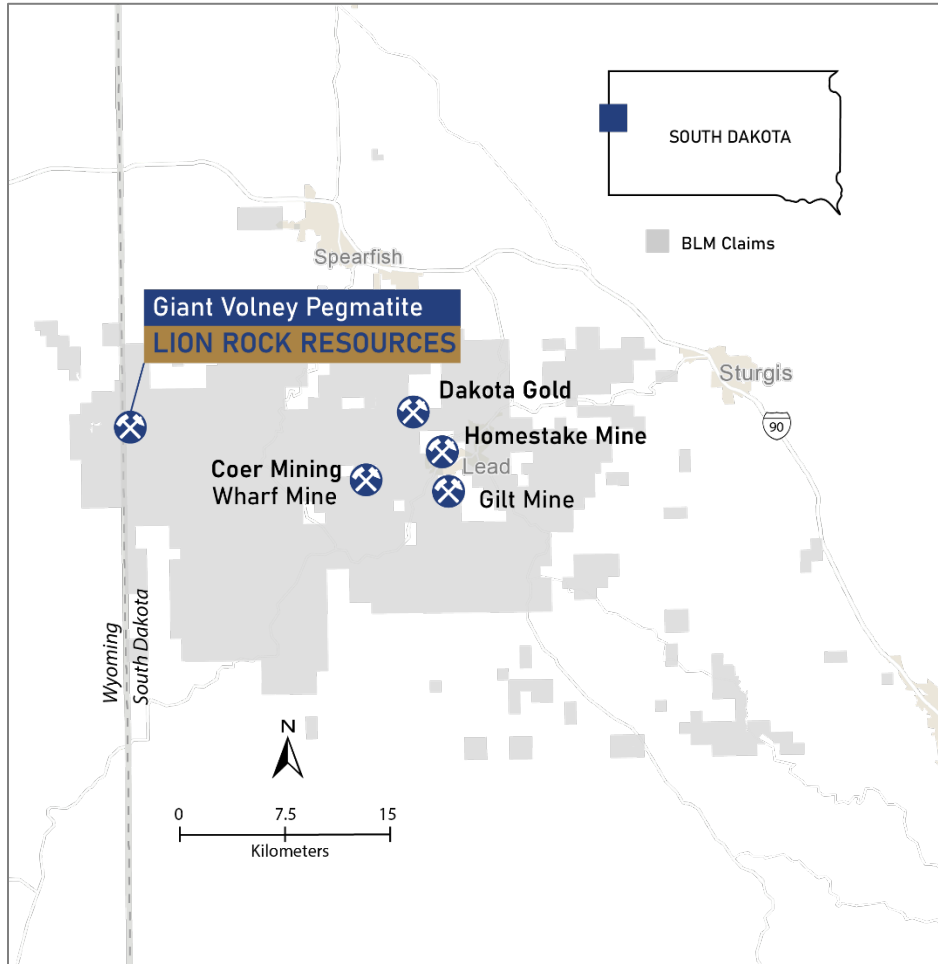 SOUTH DAKOTA
BLM Claims
Spearfish
Giant Volney Pegmatite
LION ROCK RESOURCES
Sturgis
Dakota Gold
90
Homestake Mine
Lead
Coer Mining
Wharf Mine
Gilt Mine
Wyoming
South Dakota
N
0 7.5 15
Kilometers